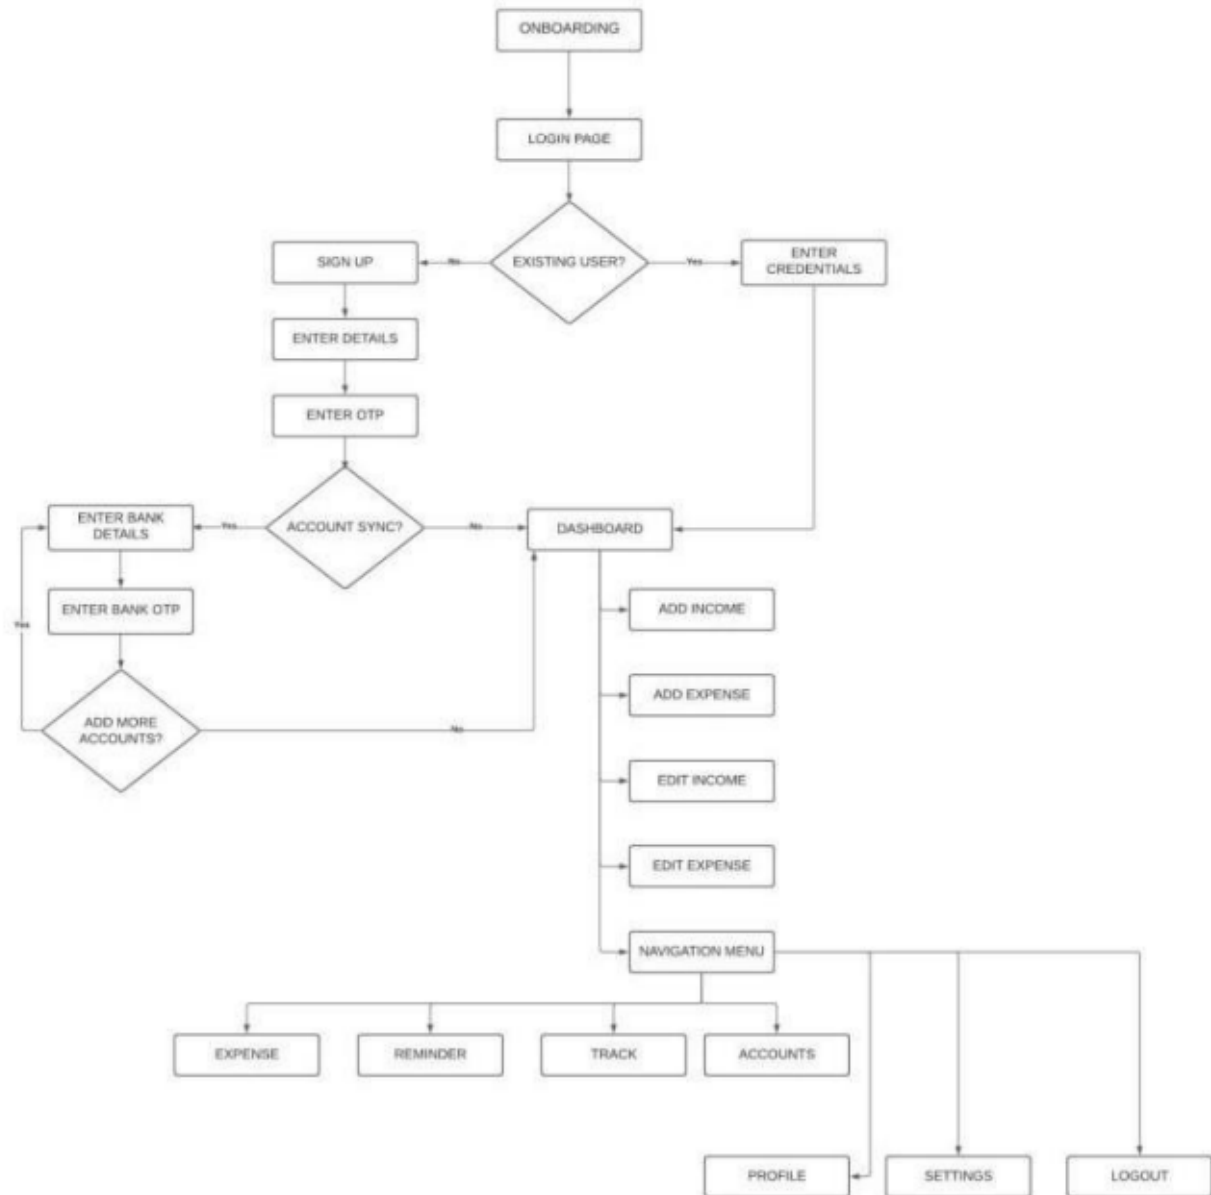 ONBOARDING
LOGIN PAGE
EXISTING USER?
No
Yes
SIGN UP
ENTER
CREDENTIALS
ENTER DETAILS
ENTER OTP
ACCOUNT SYNC?
Yes
No
ENTER BANK
DETAILS
DASHBOARD
ENTER BANK OTP
Yes
ADD MORE
ACCOUNTS?
No
ADD INCOME
ADD EXPENSE
EDIT INCOME
EDIT EXPENSE
NAVIGATION MENU
EXPENSE
REMINDER
TRACK
ACCOUNTS
PROFILE
SETTINGS
LOGOUT